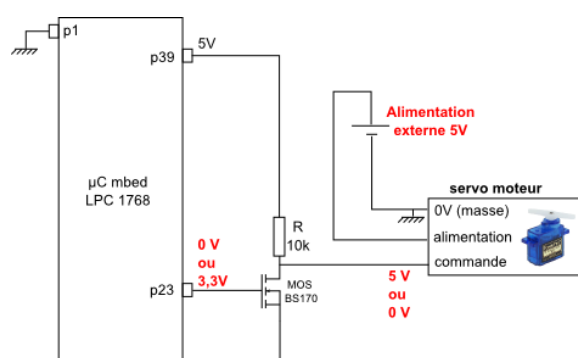 p1
p39
5V
Alimentation
externe 5V
µC mbed
LPC 1768
servo moteur
0V (masse)
alimentation
commande
R
10k
0 V
ou
3,3V
p23
MOS
BS170
5 V
ou
0 V